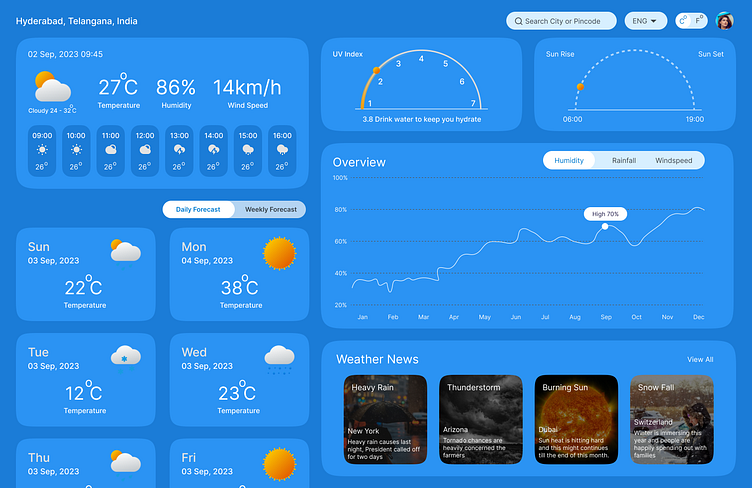 Hyderabad, Telangana, India
Search City or Pincode
ENG
C° F°
02 Sep, 2023 09:45
27°C
Temperature
86%
Humidity
14km/h
Wind Speed
Cloudy 24 - 32°C
09:00 10:00 11:00 12:00 13:00 14:00 15:00 16:00
26° 26° 26° 26° 26° 26° 26° 26°
UV Index
1 2 3 4 5 6 7
3.8 Drink water to keep you hydrate
Sun Rise
Sun Set
06:00
19:00
Daily Forecast
Weekly Forecast
Sun
03 Sep, 2023
22°C
Temperature
Mon
04 Sep, 2023
38°C
Temperature
Tue
03 Sep, 2023
12°C
Temperature
Wed
03 Sep, 2023
23°C
Temperature
Thu
03 Sep, 2023
Fri
03 Sep, 2023
Overview
Humidity
Rainfall
Windspeed
100%
80%
60%
40%
20%
High 70%
Jan Feb Mar Apr May Jun Jul Aug Sep Oct Nov Dec
Weather News
View All
Heavy Rain
New York
Heavy rain causes last
night, President called off
for two days
Thunderstorm
Arizona
Tornado chances are
heavily concerned the
farmers
Burning Sun
Dubai
Sun heat is hitting hard
and this might continues
till the end of this month.
Snow Fall
Switzerland
Winter is immersing this
year and people are
happily spending out with
families